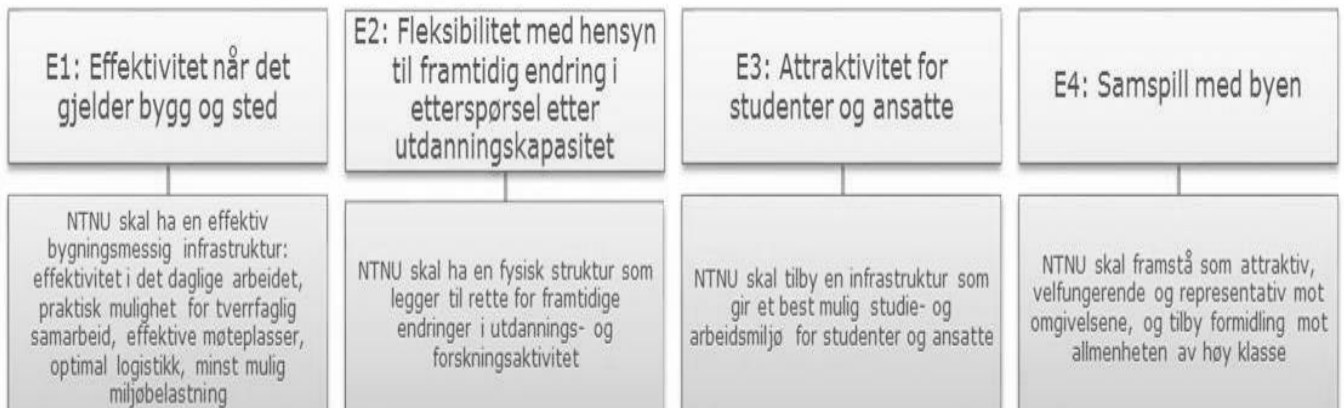 E1: Effektivitet når det
gjelder bygg og sted
NTNU skal ha en effektiv
bygningsmessig infrastruktur:
effektivitet i det daglige arbeidet,
praktisk mulighet for tverrfaglig
samarbeid, effektive møteplasser,
optimal logistikk, minst mulig
miljøbelastning
E2: Fleksibilitet med hensyn
til framtidig endring i
etterspørsel etter
utdanningskapasitet
NTNU skal ha en fysisk struktur som
legger til rette for framtidige
endringer i utdannings- og
forskningsaktivitet
E3: Attraktivitet for
studenter og ansatte
NTNU skal tilby en infrastruktur som
gir et best mulig studie- og
arbeidsmiljø for studenter og ansatte
E4: Samspill med byen
NTNU skal framstå som attraktiv,
velfungerende og representativ mot
omgivelsene, og tilby formidling mot
allmenheten av høy klasse